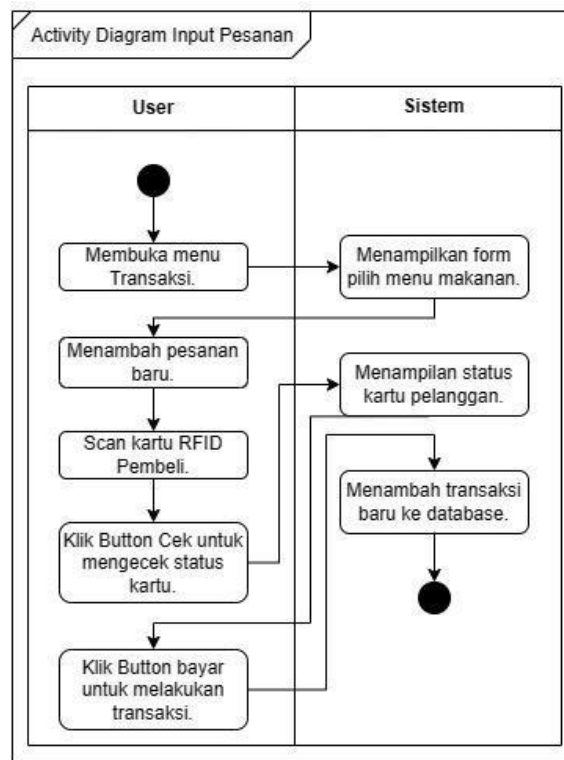 Activity Diagram Input Pesanan
User
Sistem
Membuka menu
Transaksi.
Menampilkan form
pilih menu makanan.
Menambah pesanan
baru.
Menampilan status
kartu pelanggan.
Scan kartu RFID
Pembeli.
Menambah transaksi
baru ke database.
Klik Button Cek untuk
mengecek status
kartu.
Klik Button bayar
untuk melakukan
transaksi.